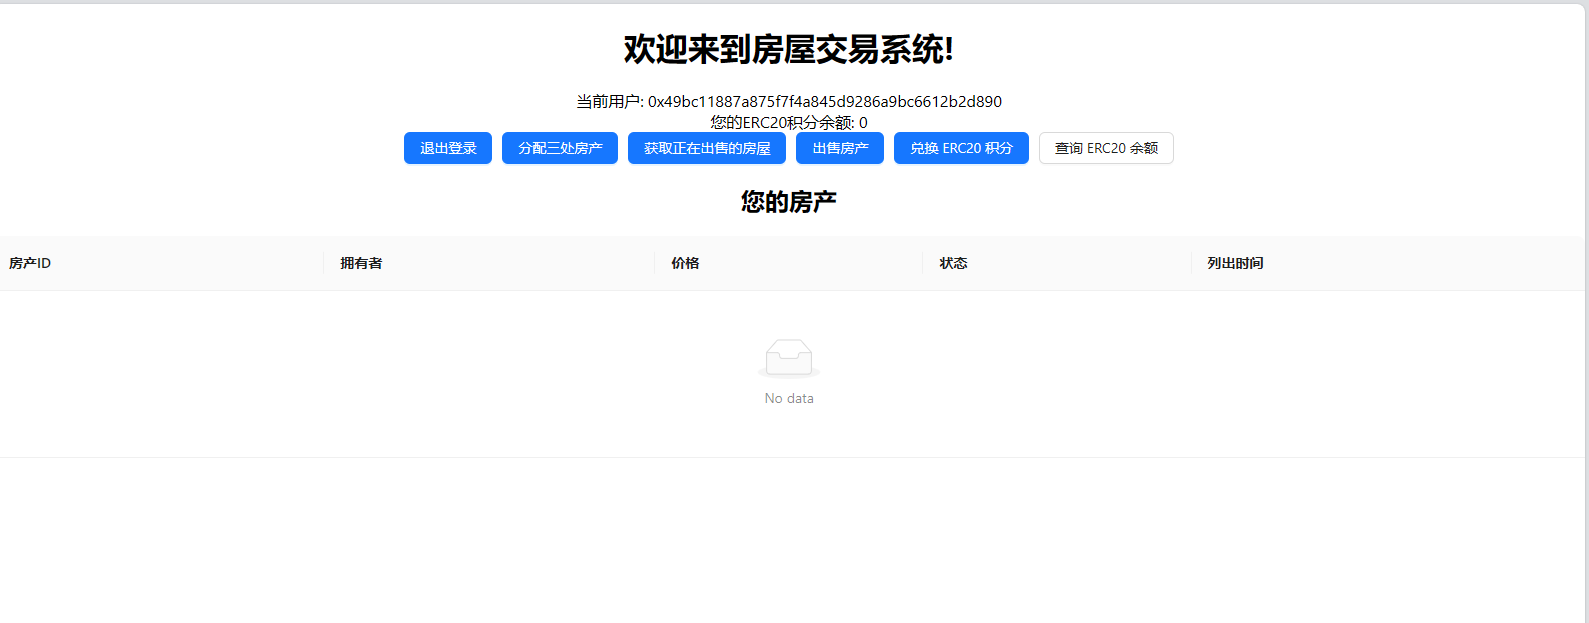 欢迎来到房屋交易系统!
当前用户: 0x49bc11887a875f7f4a845d9286a9bc6612b2d890
您的ERC20积分余额: 0
退出登录 分配三处房产 获取正在出售的房屋 出售房产 兑换 ERC20 积分 查询 ERC20 余额
您的房产
房产ID 拥有者 价格 状态 列出时间
No data